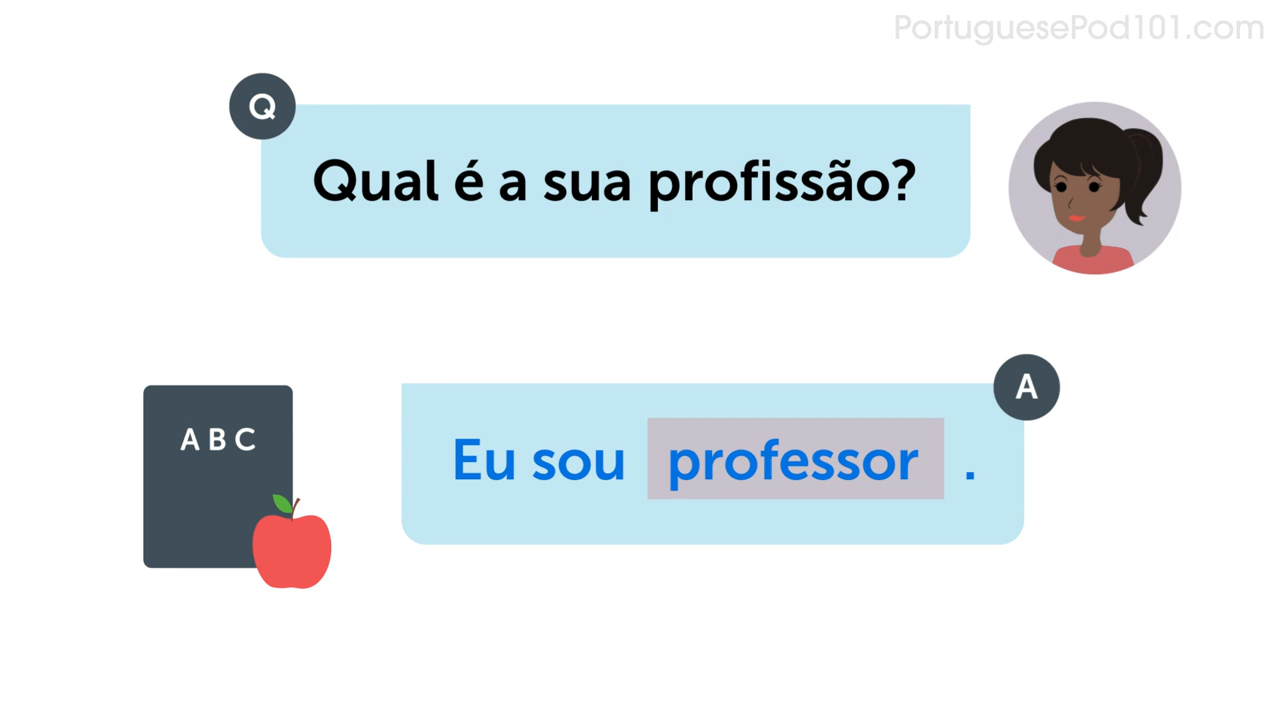 PortuguesePod101.com
Q
Qual é a sua profissão?
A
Eu sou professor .
A B C